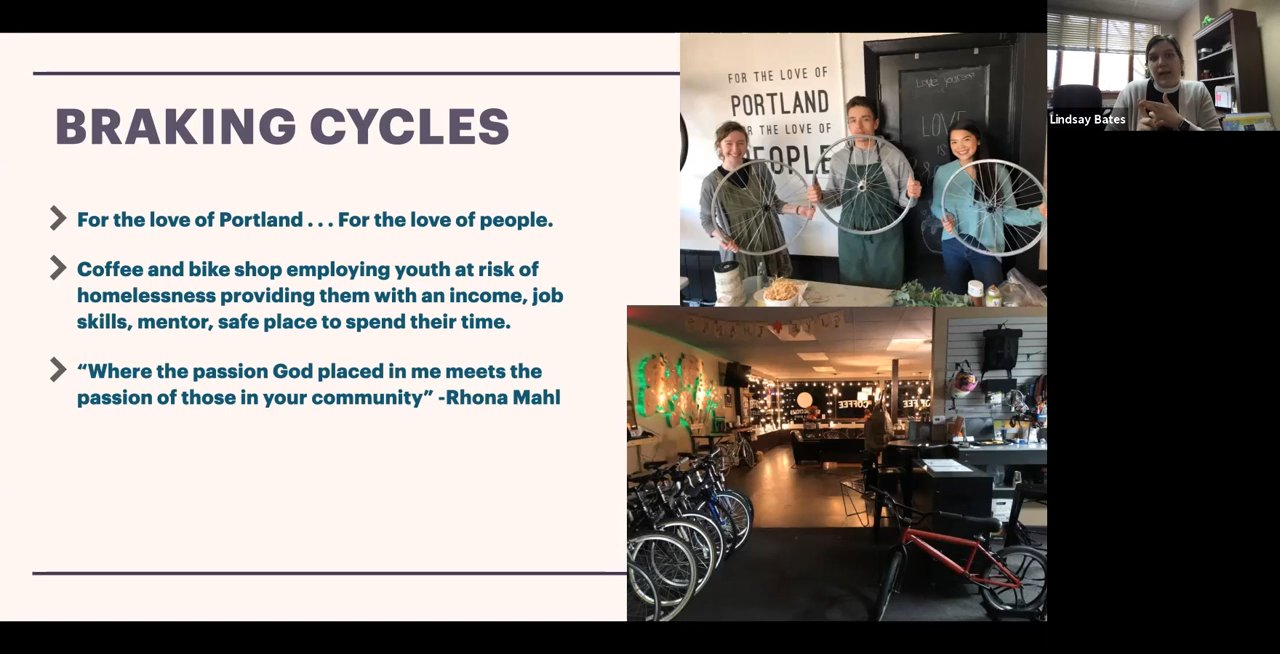 BRAKING CYCLES
For the love of Portland . . . For the love of people.
Coffee and bike shop employing youth at risk of
homelessness providing them with an income, job
skills, mentor, safe place to spend their time.
“Where the passion God placed in me meets the
passion of those in your community” -Rhona Mahl
FOR THE LOVE OF
PORTLAND
FOR THE LOVE OF
PEOPLE
LOVE
COFFEE
Lindsay Bates